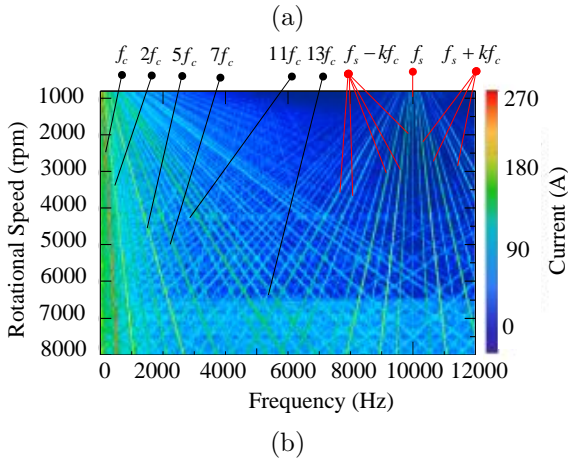 (a)
f_c 2f_c 5f_c 7f_c 11f_c 13f_c f_s − kf_c f_s f_s + kf_c
1000
2000
3000
4000
5000
6000
7000
8000
Rotational Speed (rpm)
0 2000 4000 6000 8000 10000 12000
Frequency (Hz)
270
180
90
0
Current (A)
(b)